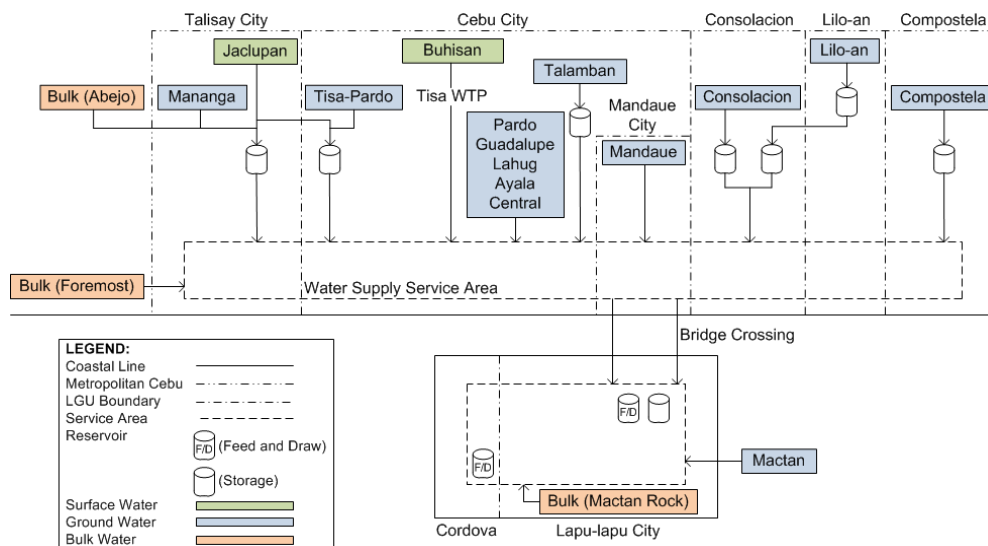 Talisay City
Cebu City
Consolacion
Lilo-an
Compostela
Jaclupan
Buhisan
Lilo-an
Talamban
Bulk (Abejo)
Mananga
Tisa-Pardo
Tisa WTP
Consolacion
Compostela
Mandaue
City
Pardo
Guadalupe
Lahug
Ayala
Central
Mandaue
Bulk (Foremost)
Water Supply Service Area
Bridge Crossing
LEGEND:
Coastal Line
Metropolitan Cebu
LGU Boundary
Service Area
Reservoir
F/D
(Feed and Draw)
(Storage)
Surface Water
Ground Water
Bulk Water
F/D
F/D
Mactan
Bulk (Mactan Rock)
Cordova
Lapu-lapu City